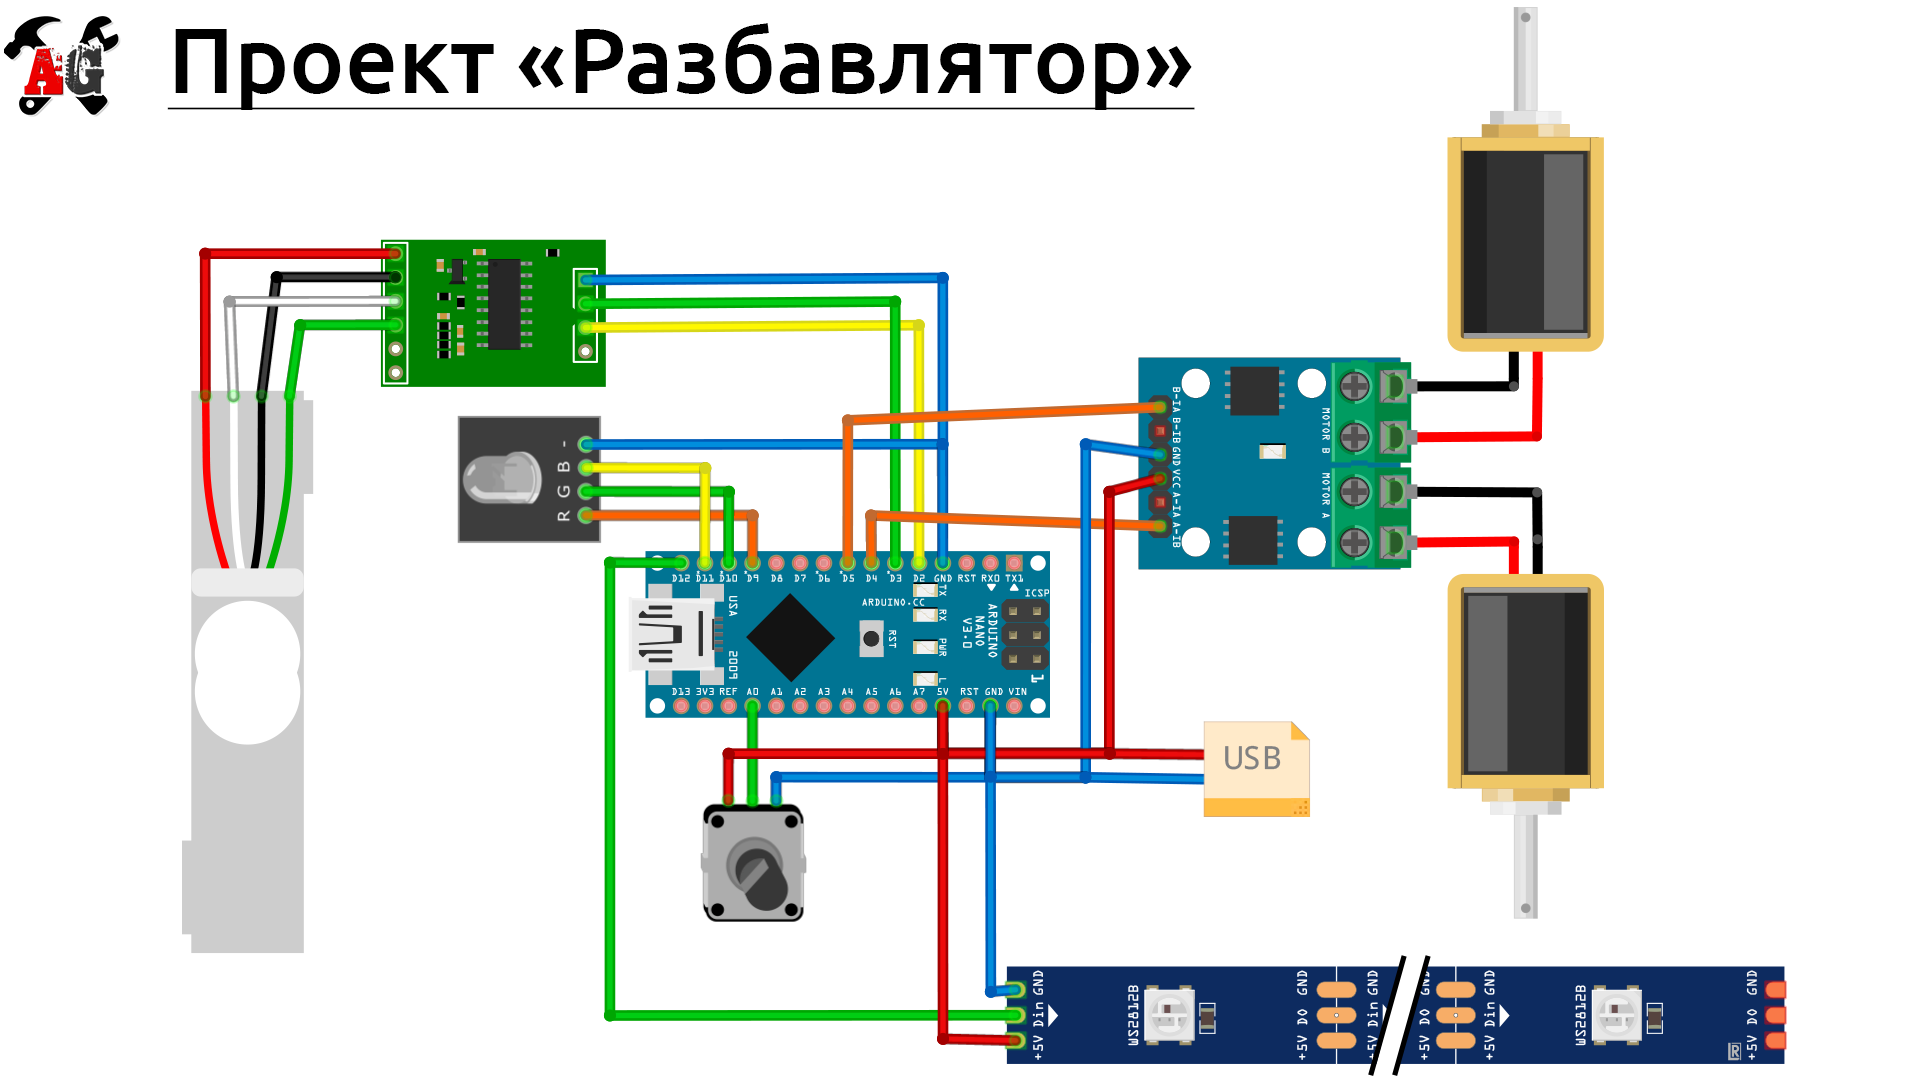 AG
Проект «Разбавлятор»
-
B
G
R
D12 D11 D10 D9 D8 D7 D6 D5 D4 D3 D2 GND RST RX0 TX1
USA
2009
ARDUINO.CC
RST
TX
RX
PWR
L
ARDUINO
NANO
V3.0
ICSP
1
D13 3V3 REF A0 A1 A2 A3 A4 A5 A6 A7 5V RST GND VIN
B-IA B-IB GND VCC A-IA A-IB
MOTOR B
MOTOR A
USB
GND
Din
+5V
WS2812B
GND
DO
+5V
GND
Din
+5V
GND
DO
+5V
GND
Din
+5V
WS2812B
R
GND
DO
+5V